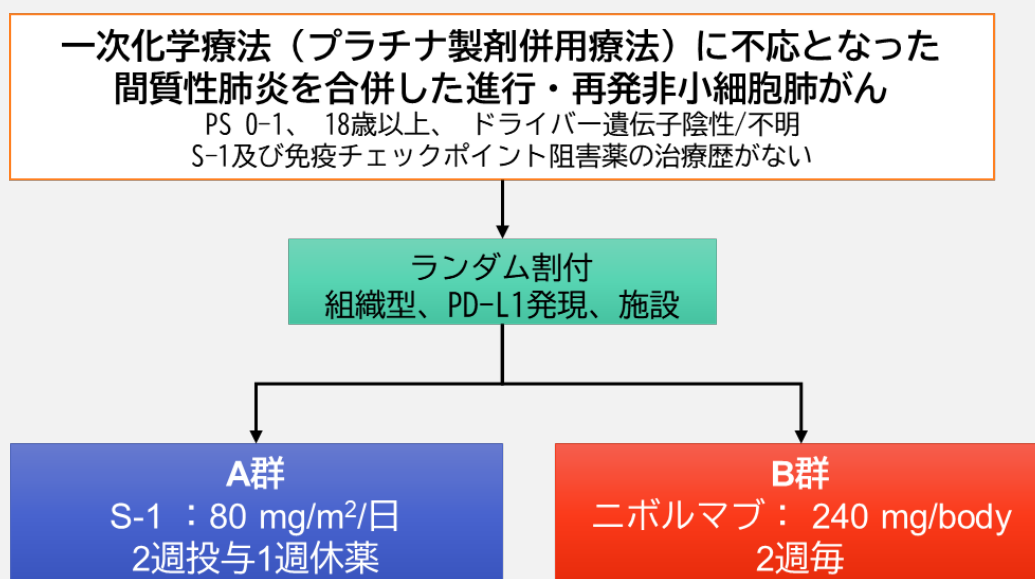 一次化学療法（プラチナ製剤併用療法）に不応となった
間質性肺炎を合併した進行・再発非小細胞肺がん
PS 0-1、 18歳以上、 ドライバー遺伝子陰性/不明
S-1及び免疫チェックポイント阻害薬の治療歴がない
ランダム割付
組織型、PD-L1発現、施設
A群
S-1 ：80 mg/m²/日
2週投与1週休薬
B群
ニボルマブ： 240 mg/body
2週毎